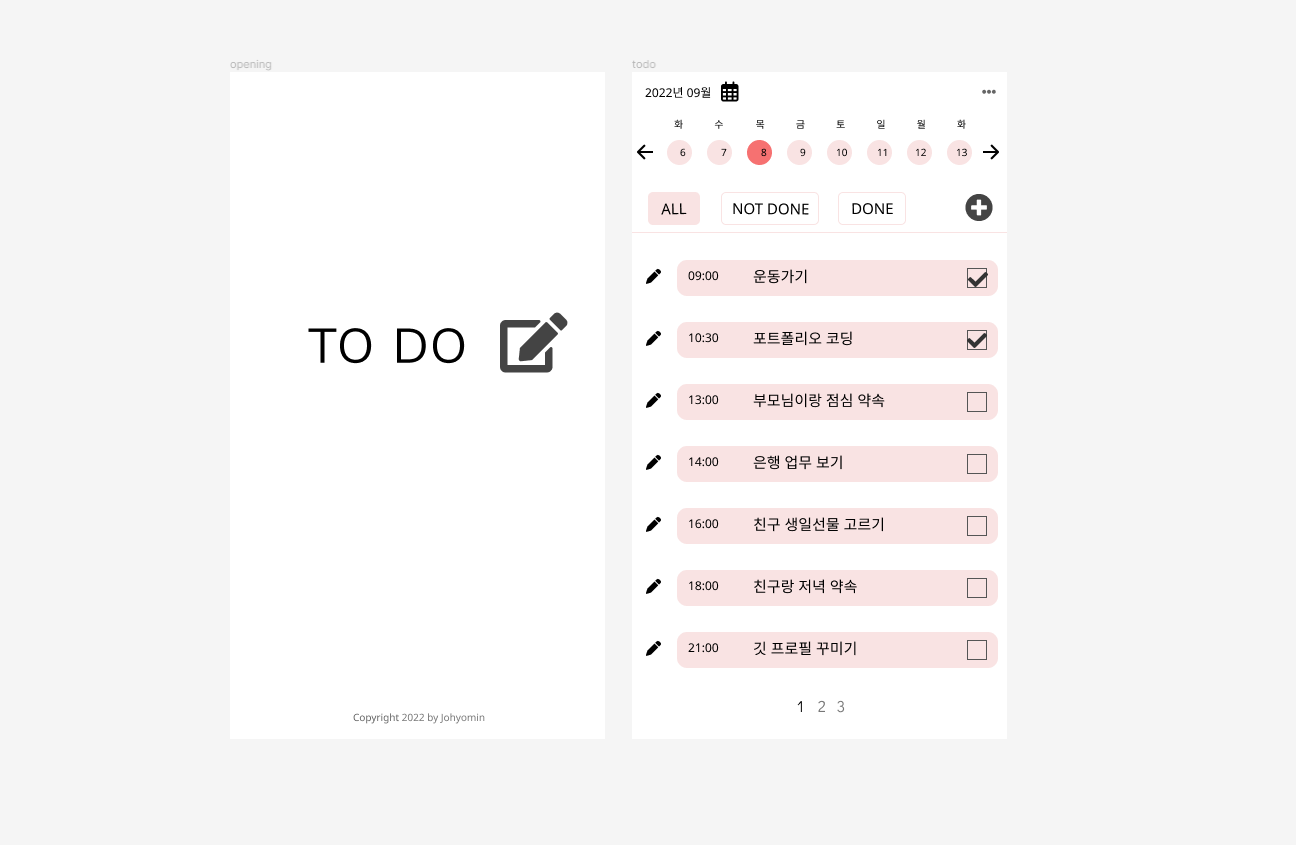 opening
TO DO
Copyright 2022 by Johyomin
todo
2022년 09월
화 수 목 금 토 일 월 화
6 7 8 9 10 11 12 13
ALL NOT DONE DONE
09:00 운동가기
10:30 포트폴리오 코딩
13:00 부모님이랑 점심 약속
14:00 은행 업무 보기
16:00 친구 생일선물 고르기
18:00 친구랑 저녁 약속
21:00 깃 프로필 꾸미기
1 2 3